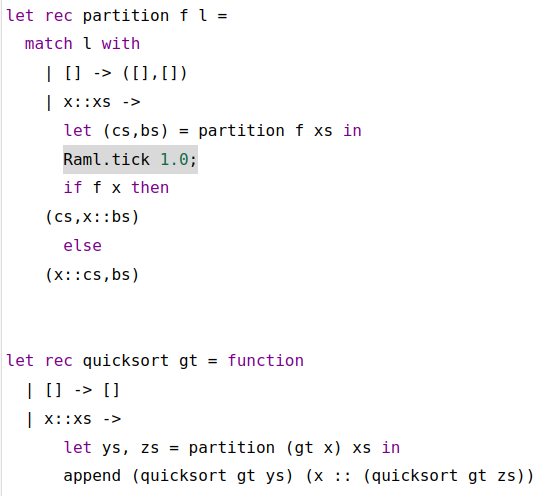 let rec partition f l =
  match l with
    | [] -> ([],[])
    | x::xs ->
      let (cs,bs) = partition f xs in
      Raml.tick 1.0;
      if f x then
    (cs,x::bs)
      else
    (x::cs,bs)
let rec quicksort gt = function
  | [] -> []
  | x::xs ->
      let ys, zs = partition (gt x) xs in
      append (quicksort gt ys) (x :: (quicksort gt zs))